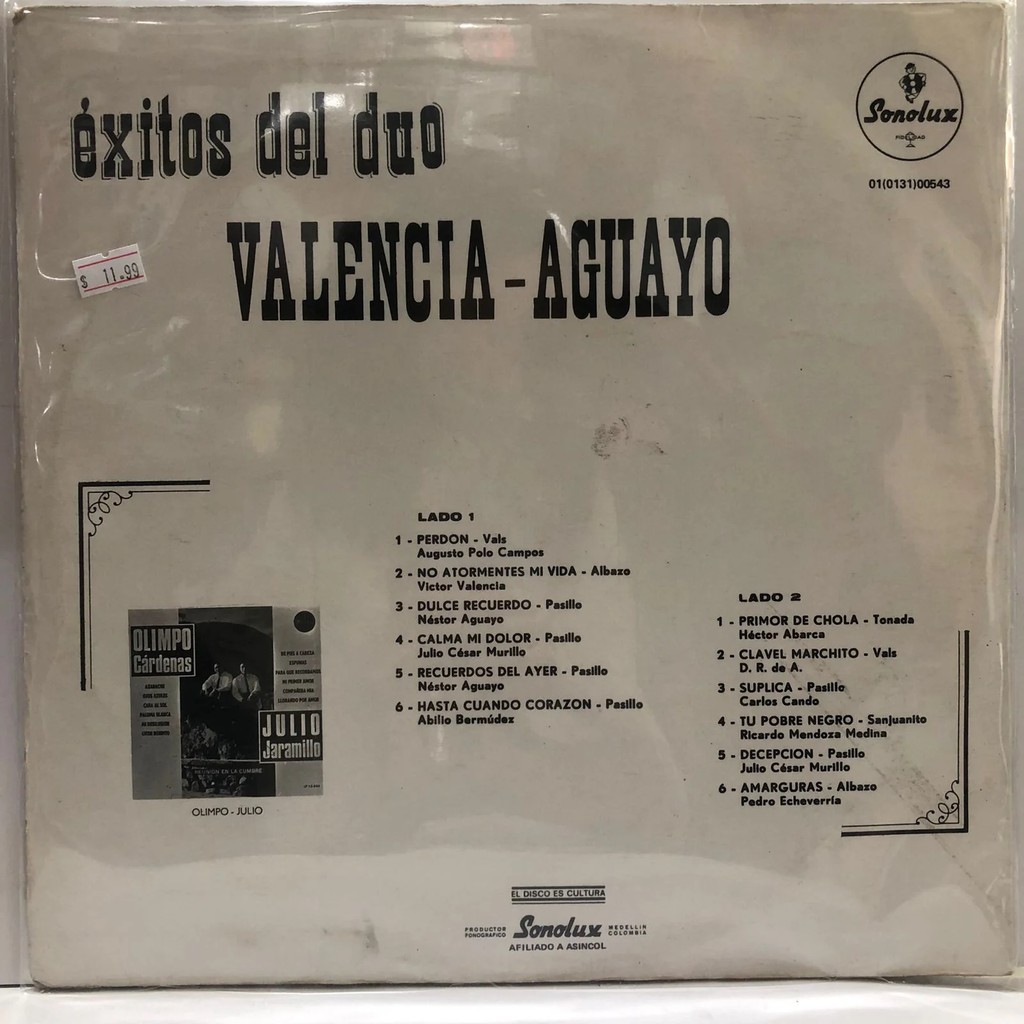 éxitos del duo
VALENCIA - AGUAYO
Sonolux
01(0131)00543
$ 11.99
LADO 1
1 - PERDON - Vals
Augusto Polo Campos
2 - NO ATORMENTES MI VIDA - Albazo
Victor Valencia
3 - DULCE RECUERDO - Pasillo
Néstor Aguayo
4 - CALMA MI DOLOR - Pasillo
Julio César Murillo
5 - RECUERDOS DEL AYER - Pasillo
Néstor Aguayo
6 - HASTA CUANDO CORAZON - Pasillo
Abilio Bermúdez
LADO 2
1 - PRIMOR DE CHOLA - Tonada
Héctor Abarca
2 - CLAVEL MARCHITO - Vals
D. R. de A.
3 - SUPLICA - Pasillo
Carlos Cando
4 - TU POBRE NEGRO - Sanjuanito
Ricardo Mendoza Medina
5 - DECEPCION - Pasillo
Julio César Murillo
6 - AMARGURAS - Albazo
Pedro Echeverría
OLIMPO
Cárdenas
JULIO
Jaramillo
REUNION EN LA CUMBRE
OLIMPO - JULIO
EL DISCO ES CULTURA
PRODUCTOR
FONOGRAFICO
Sonolux
MEDELLIN
COLOMBIA
AFILIADO A ASINCOL